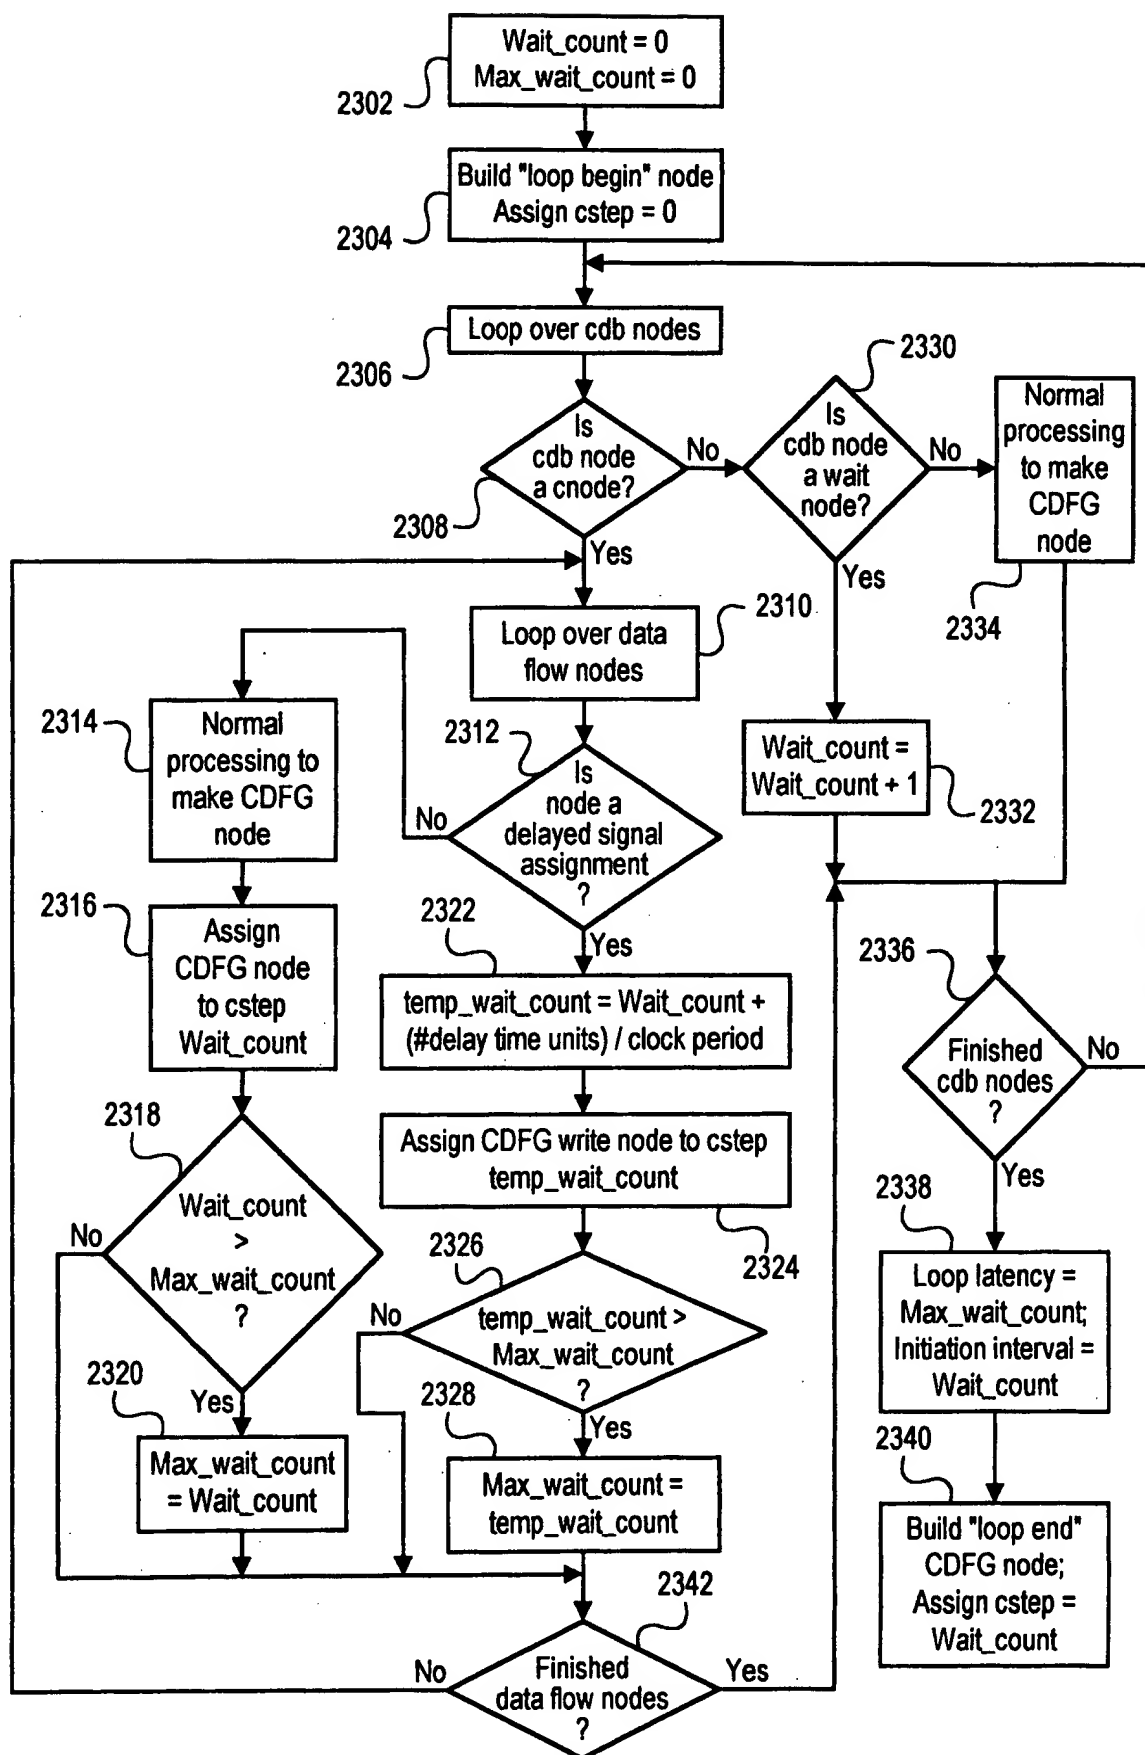 Wait_count = 0
Max_wait_count = 0
2302
Build "loop begin" node
Assign cstep = 0
2304
Loop over cdb nodes
2306
Is
cdb node
a cnode?
2308
No
Yes
2330
Is
cdb node
a wait
node?
No
Yes
Normal
processing
to make
CDFG
node
2334
2310
Loop over data
flow nodes
2314
Normal
processing to
make CDFG
node
2312
Is
node a
delayed signal
assignment
?
No
Yes
Wait_count =
Wait_count + 1
2332
2316
Assign
CDFG node
to cstep
Wait_count
2322
temp_wait_count = Wait_count +
(#delay time units) / clock period
2336
Finished
cdb nodes
?
No
Yes
2318
Wait_count
>
Max_wait_count
?
No
Yes
Assign CDFG write node to cstep
temp_wait_count
2324
2326
temp_wait_count >
Max_wait_count
?
No
Yes
2338
Loop latency =
Max_wait_count;
Initiation interval =
Wait_count
2320
Max_wait_count
= Wait_count
2328
Max_wait_count =
temp_wait_count
2340
Build "loop end"
CDFG node;
Assign cstep =
Wait_count
2342
Finished
data flow nodes
?
No
Yes